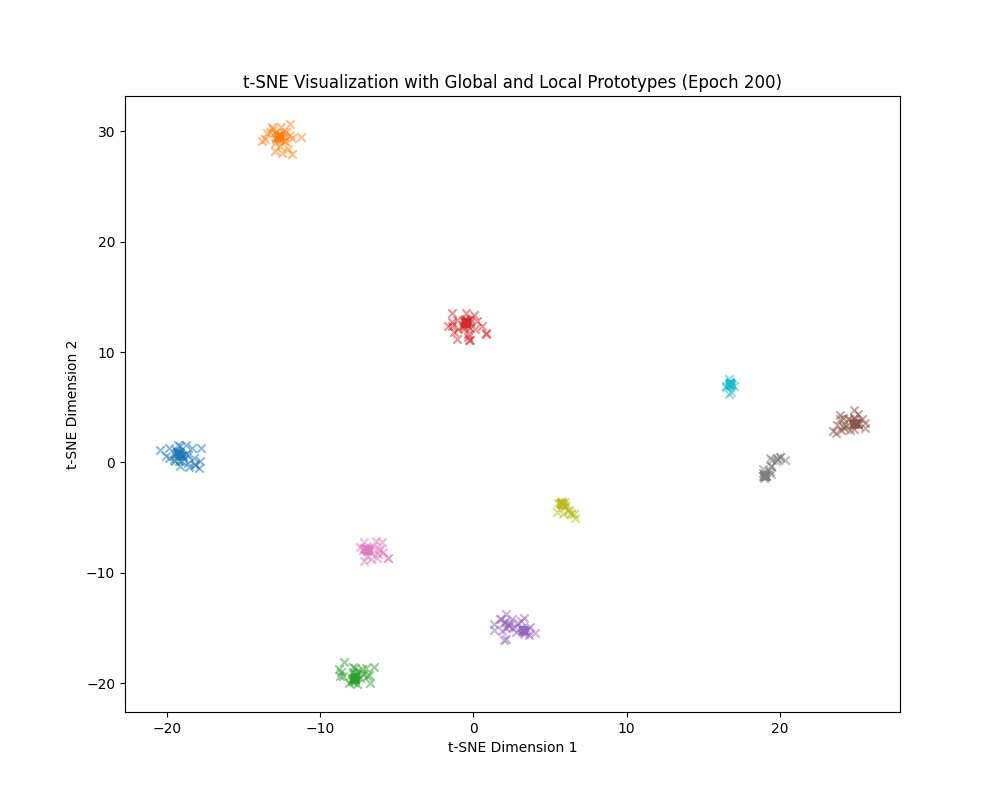 t-SNE Visualization with Global and Local Prototypes (Epoch 200)
30
20
10
0
−10
−20
t-SNE Dimension 2
−20 −10 0 10 20
t-SNE Dimension 1